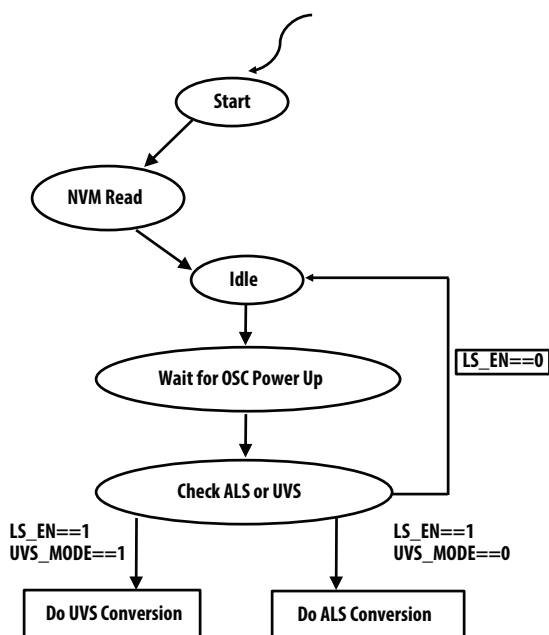 Start
NVM Read
Idle
Wait for OSC Power Up
LS_EN==0
Check ALS or UVS
LS_EN==1
UVS_MODE==1
LS_EN==1
UVS_MODE==0
Do UVS Conversion
Do ALS Conversion